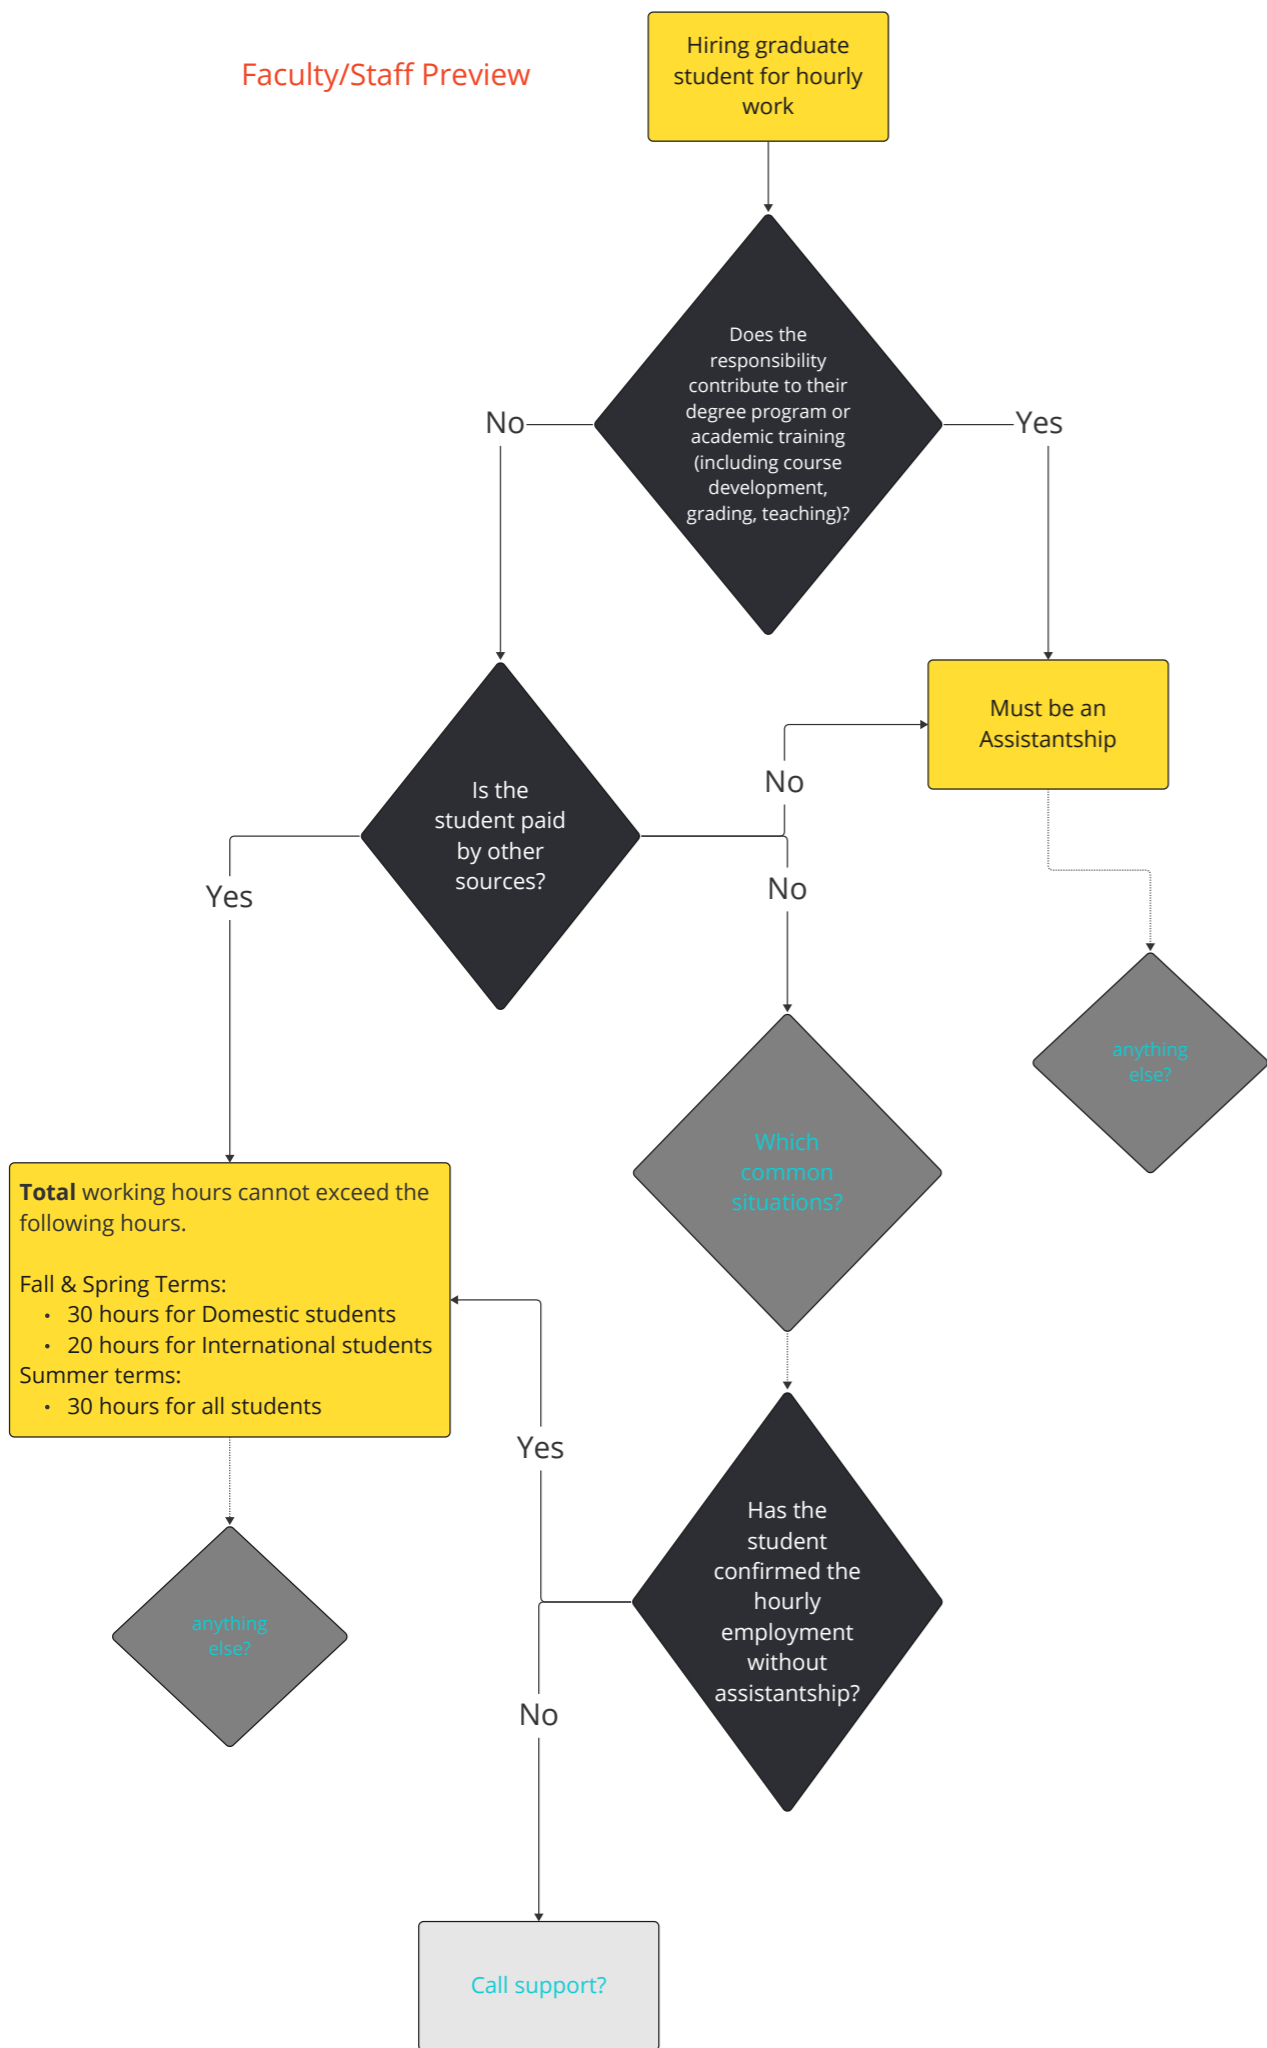 Faculty/Staff Preview
Hiring graduate
student for hourly
work
Does the
responsibility
contribute to their
degree program or
academic training
(including course
development,
grading, teaching)?
No
Yes
Must be an
Assistantship
Is the
student paid
by other
sources?
No
Yes
No
anything
else?
Which
common
situations?
Total working hours cannot exceed the
following hours.
Fall & Spring Terms:
• 30 hours for Domestic students
• 20 hours for International students
Summer terms:
• 30 hours for all students
Yes
Has the
student
confirmed the
hourly
employment
without
assistantship?
anything
else?
No
Call support?